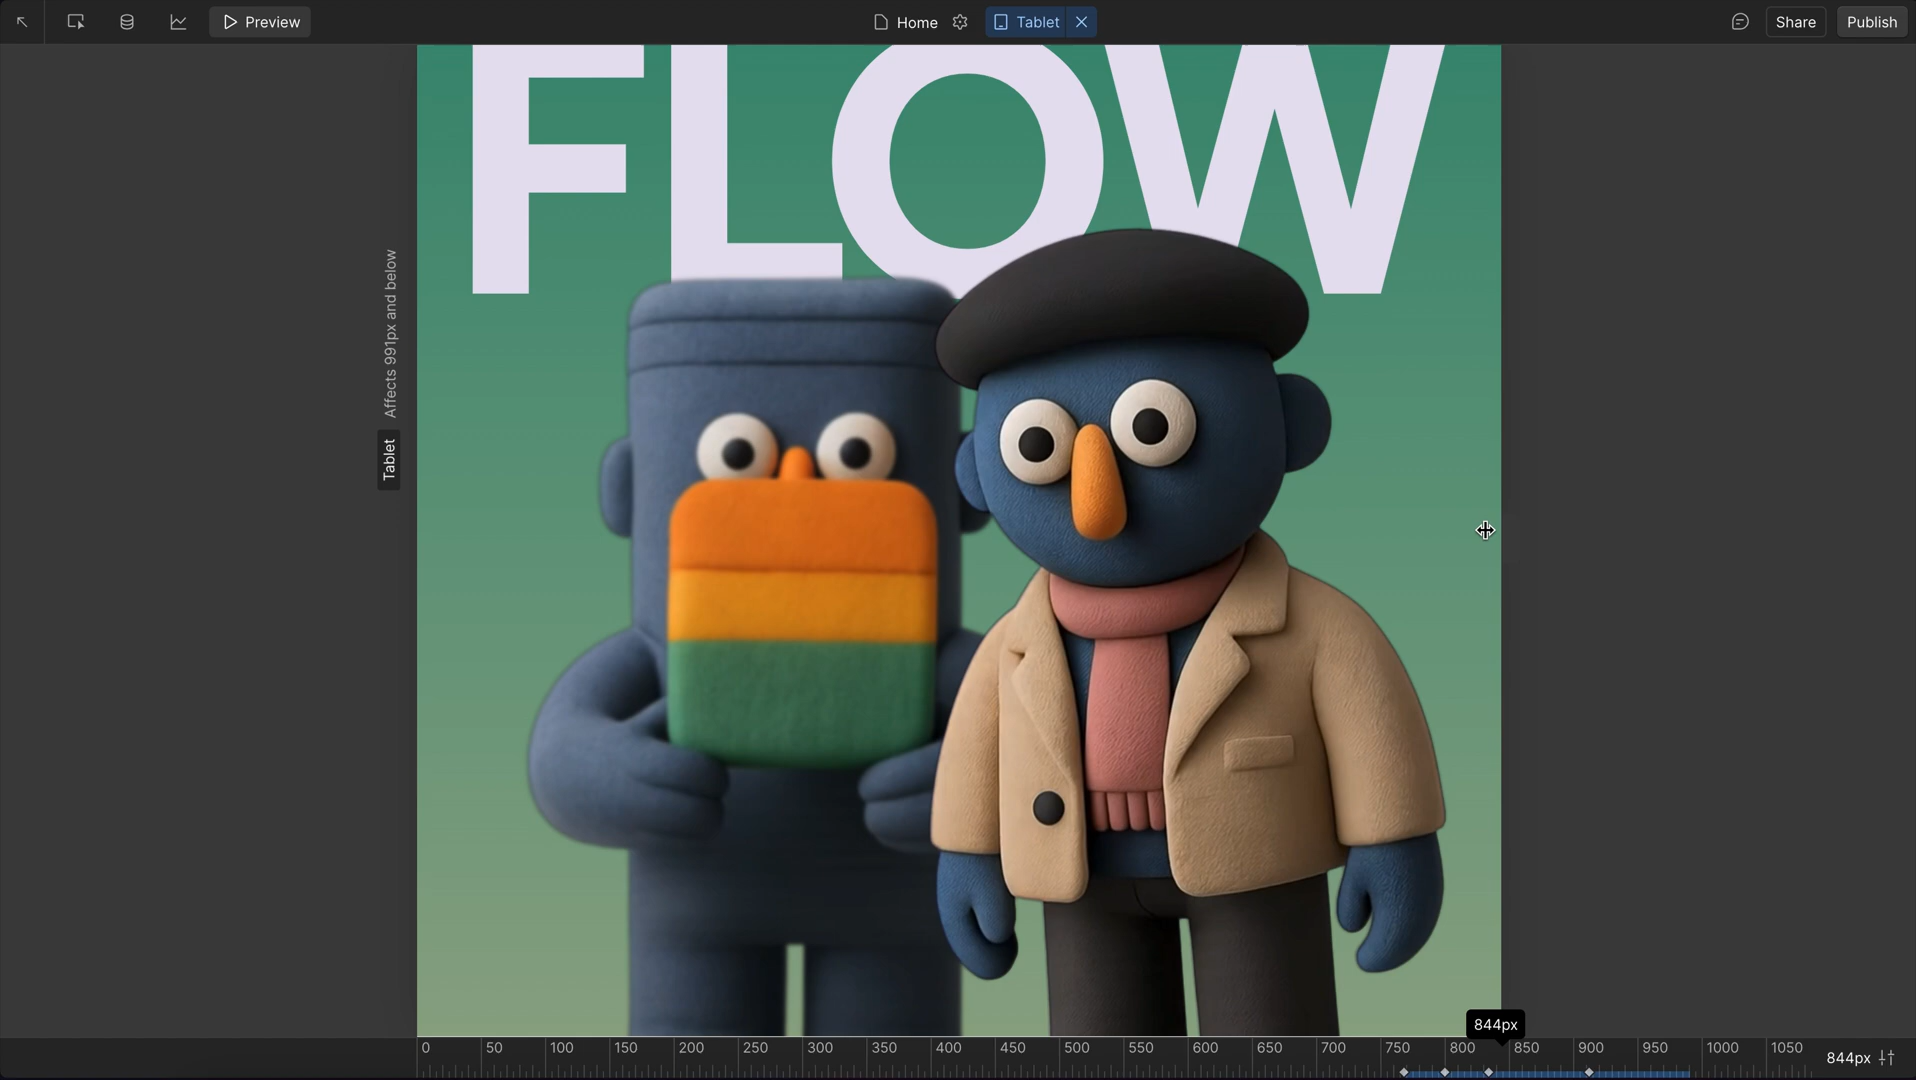 Preview
Home
Tablet
Share
Publish
FLOW
Affects 991px and below
Tablet
844px
0 50 100 150 200 250 300 350 400 450 500 550 600 650 700 750 800 850 900 950 1000 1050
844px